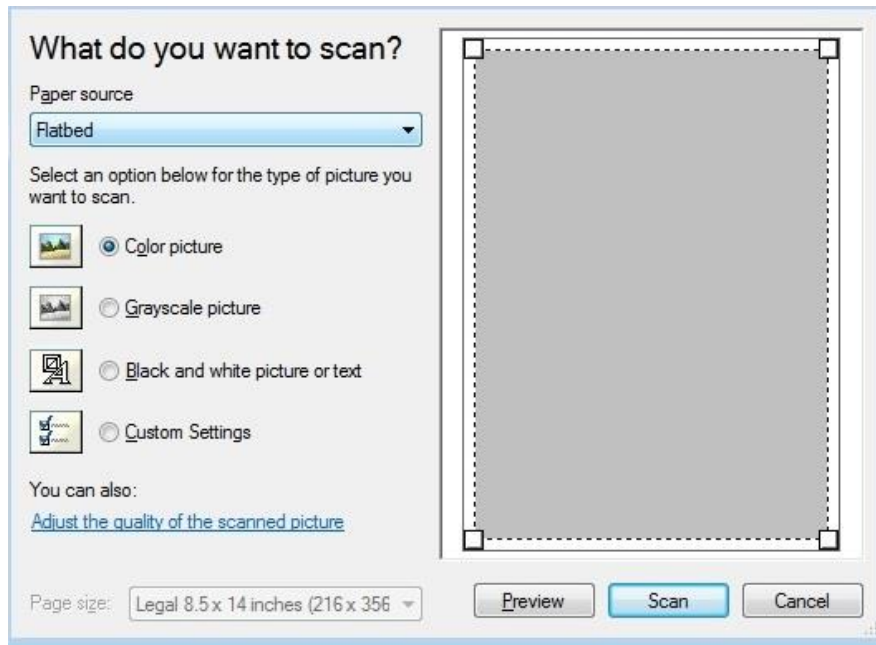 What do you want to scan?
Paper source
Flatbed
Select an option below for the type of picture you
want to scan.
Color picture
Grayscale picture
Black and white picture or text
Custom Settings
You can also:
Adjust the quality of the scanned picture
Page size: Legal 8.5 x 14 inches (216 x 356
Preview Scan Cancel